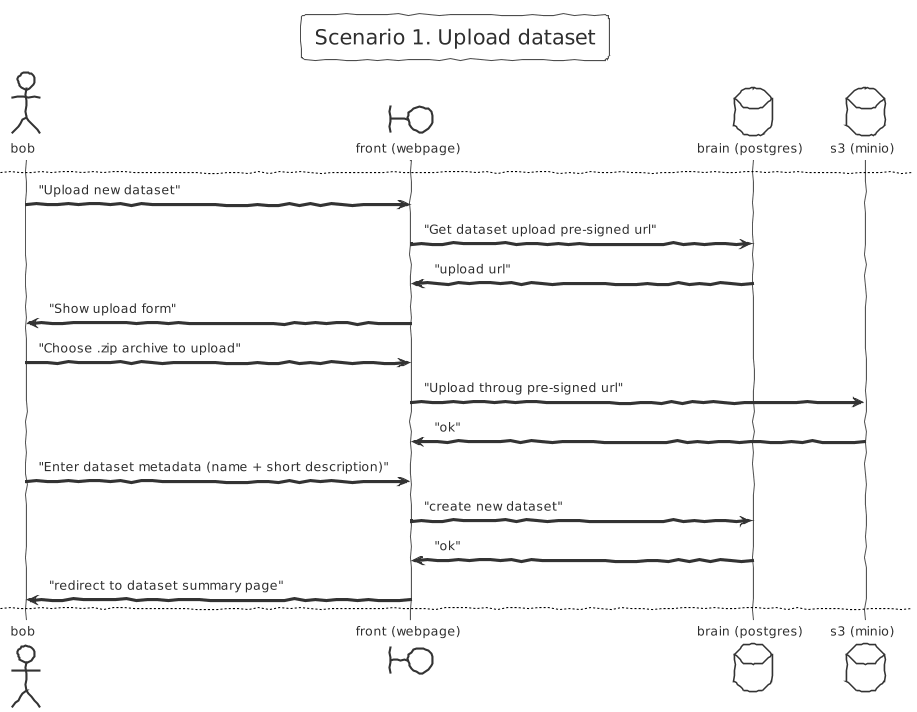 Scenario 1. Upload dataset
bob
front (webpage)
brain (postgres)
s3 (minio)
"Upload new dataset"
"Get dataset upload pre-signed url"
"upload url"
"Show upload form"
"Choose .zip archive to upload"
"Upload throug pre-signed url"
"ok"
"Enter dataset metadata (name + short description)"
"create new dataset"
"ok"
"redirect to dataset summary page"
bob
front (webpage)
brain (postgres)
s3 (minio)